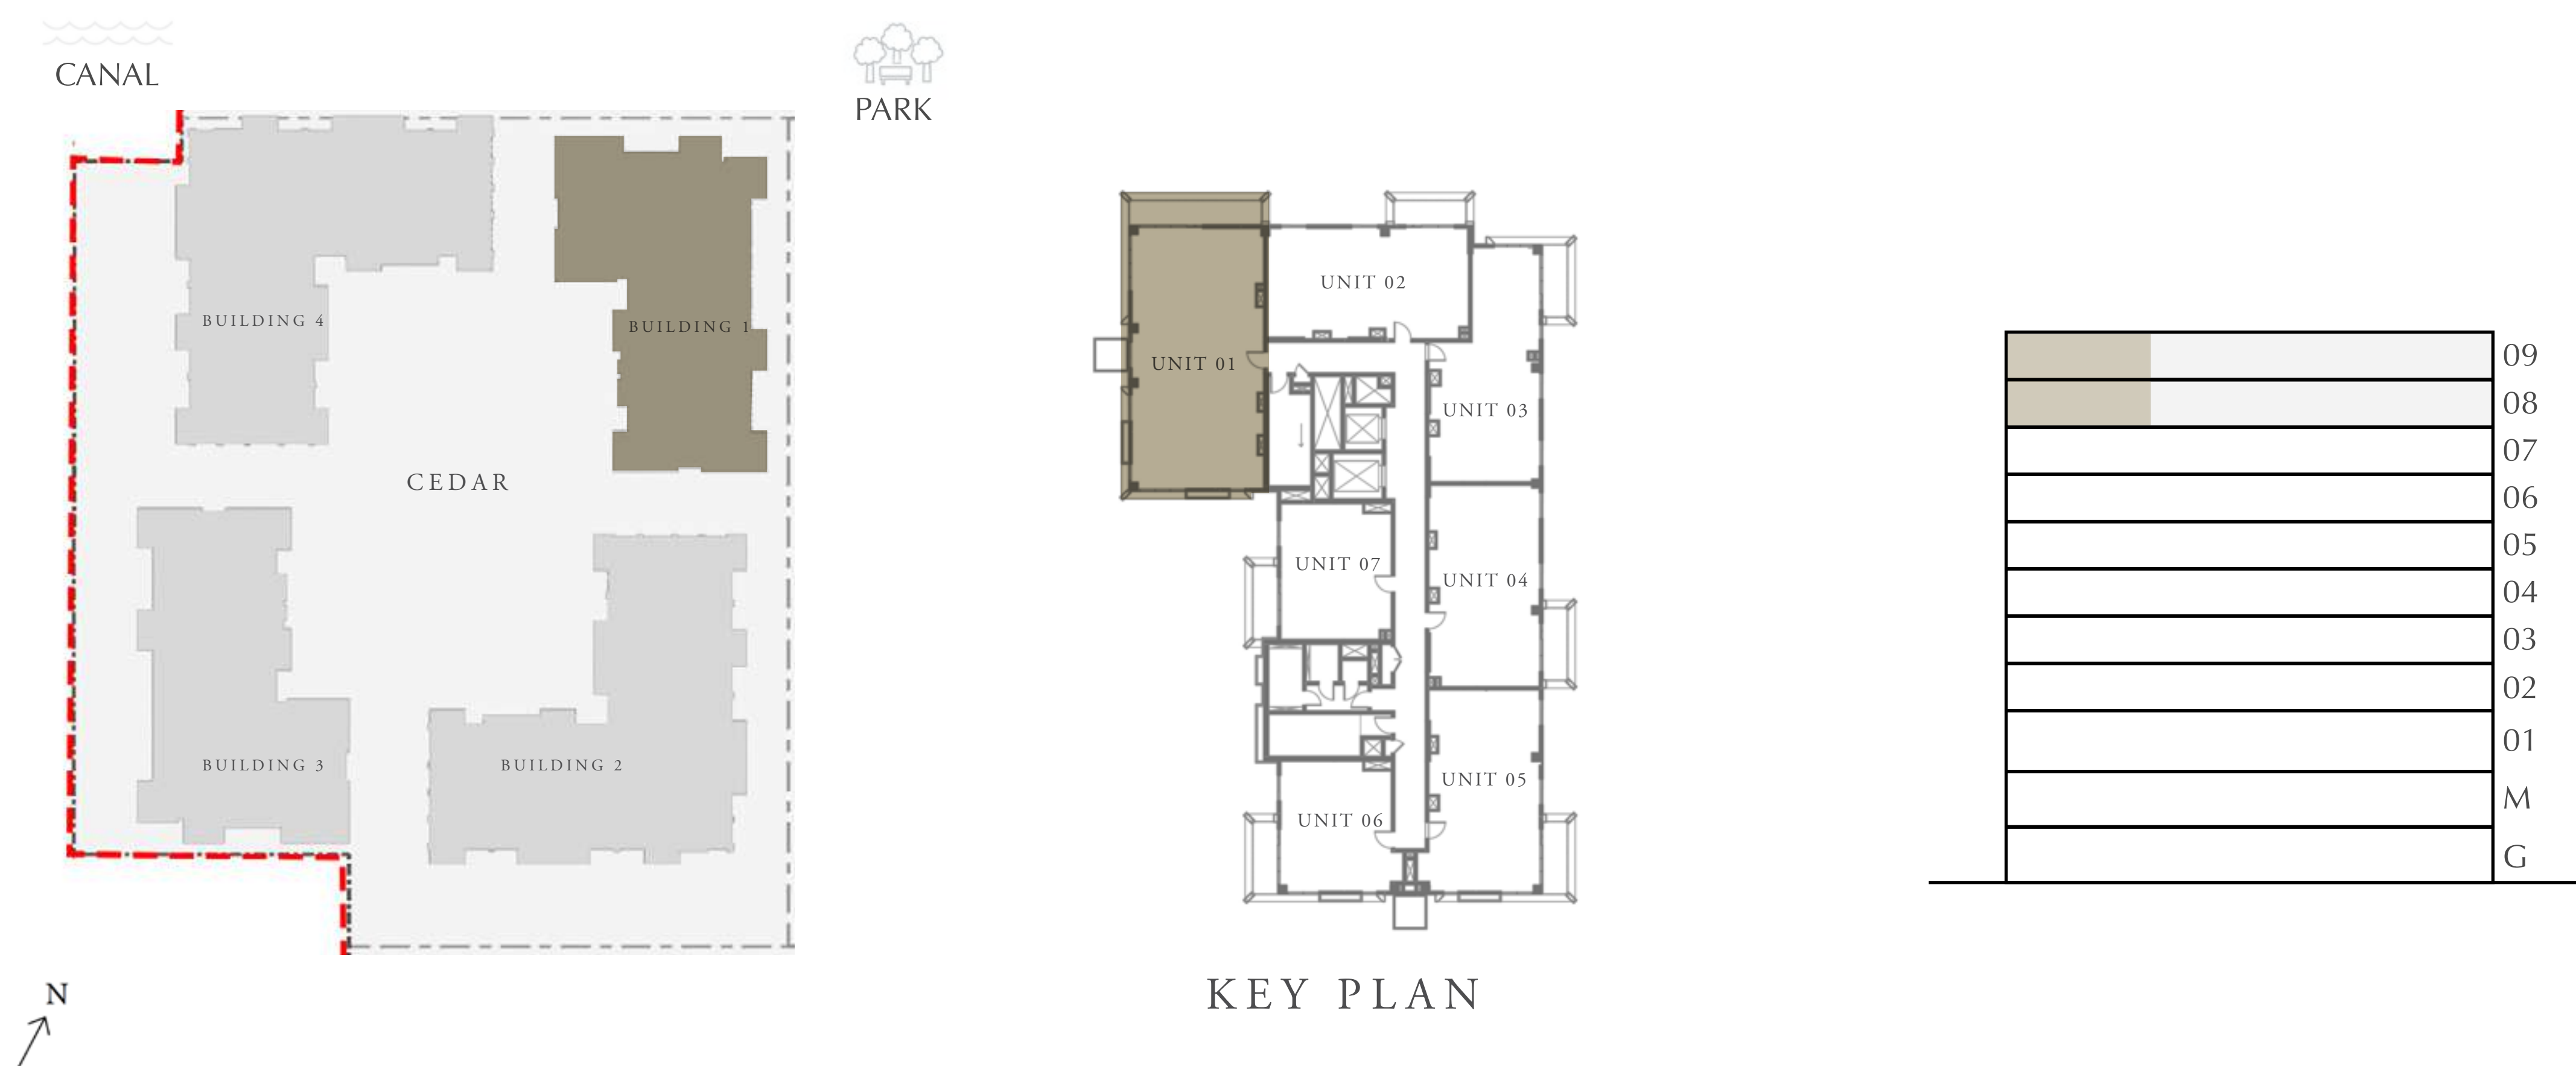 CANAL
PARK
BUILDING 4
BUILDING 1
CEDAR
BUILDING 3
BUILDING 2
N
UNIT 02
UNIT 01
UNIT 03
UNIT 07
UNIT 04
UNIT 05
UNIT 06
KEY PLAN
09
08
07
06
05
04
03
02
01
M
G